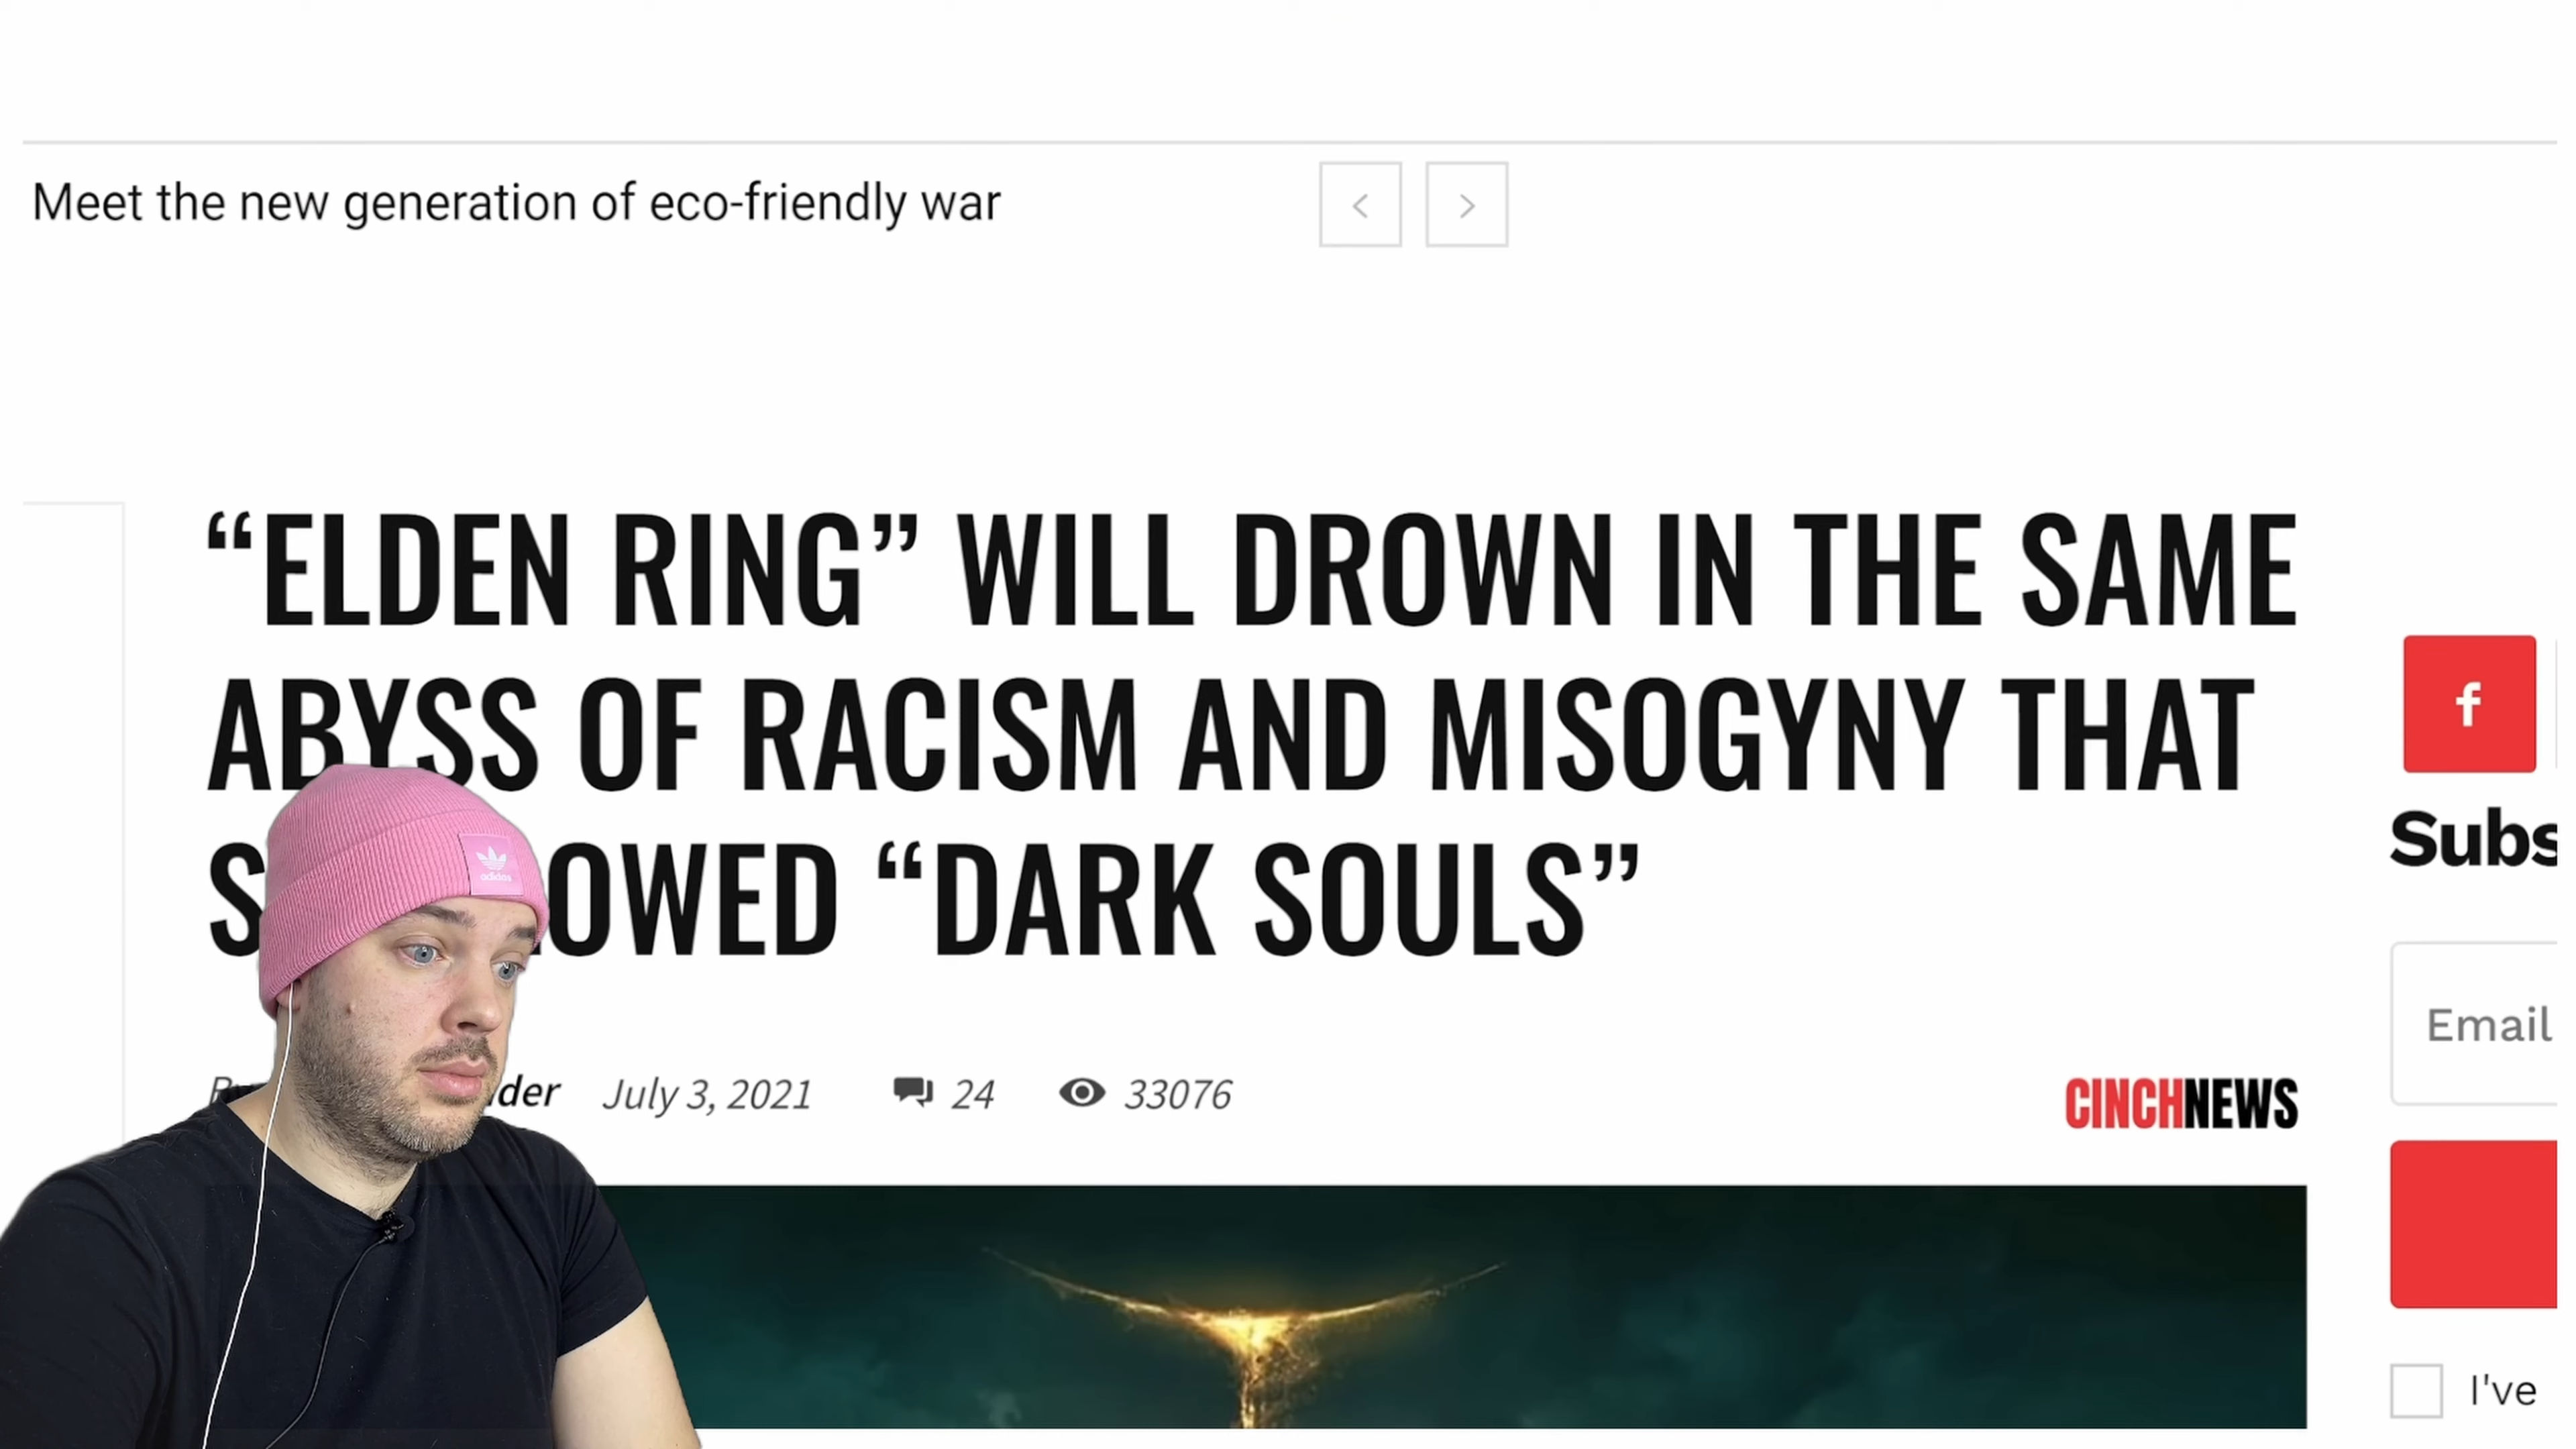 Meet the new generation of eco-friendly war
“ELDEN RING” WILL DROWN IN THE SAME
ABYSS OF RACISM AND MISOGYNY THAT
OWED “DARK SOULS”
July 3, 2021 24 33076
CINCHNEWS
f
Subs
Email
I've
adidas